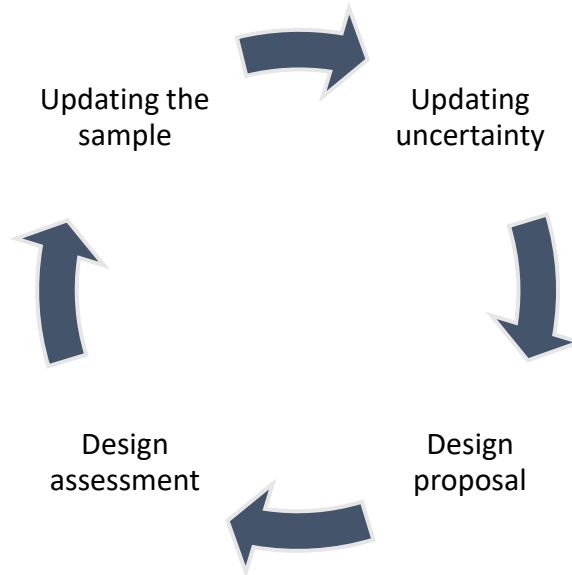 Updating the
sample
Updating
uncertainty
Design
assessment
Design
proposal